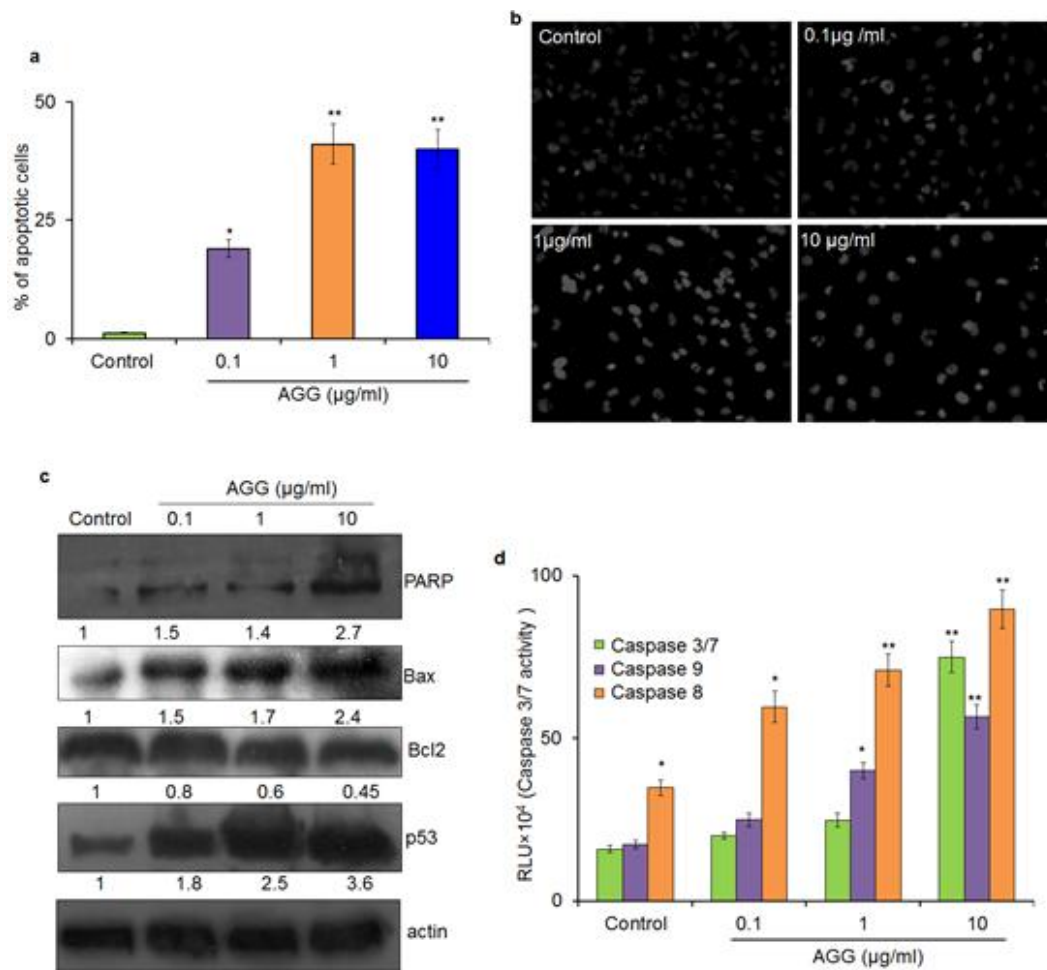 a
50
25
0
% of apoptotic cells
*
**
**
Control 0.1 1 10
AGG (µg/ml)
b
Control
0.1µg /ml
1µg/ml
10 µg/ml
c
AGG (µg/ml)
Control 0.1 1 10
PARP
1 1.5 1.4 2.7
Bax
1 1.5 1.7 2.4
Bcl2
1 0.8 0.6 0.45
p53
1 1.8 2.5 3.6
actin
d
100
50
0
RLU×10⁴ (Caspase 3/7 activity )
Caspase 3/7
Caspase 9
Caspase 8
*
*
*
**
**
**
**
Control 0.1 1 10
AGG (µg/ml)